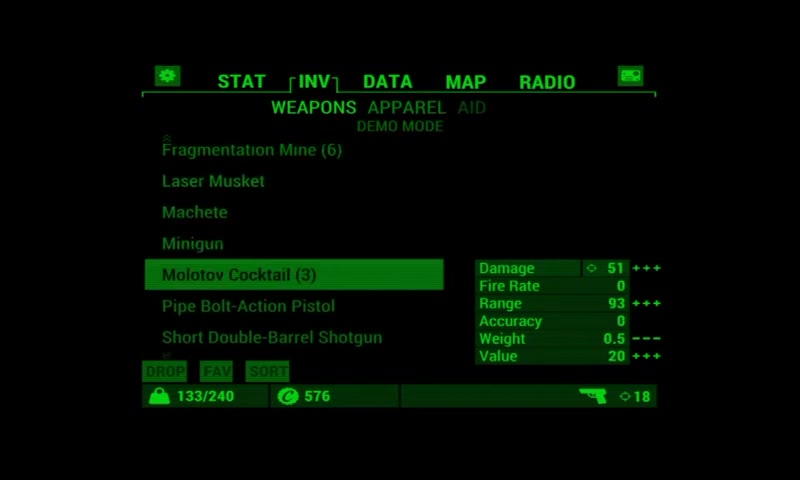 STAT INV DATA MAP RADIO
WEAPONS APPAREL AID
DEMO MODE
Fragmentation Mine (6)
Laser Musket
Machete
Minigun
Molotov Cocktail (3)
Pipe Bolt-Action Pistol
Short Double-Barrel Shotgun
Damage 51 +++
Fire Rate 0
Range 93 +++
Accuracy 0
Weight 0.5 ---
Value 20 +++
DROP FAV SORT
133/240 576 18